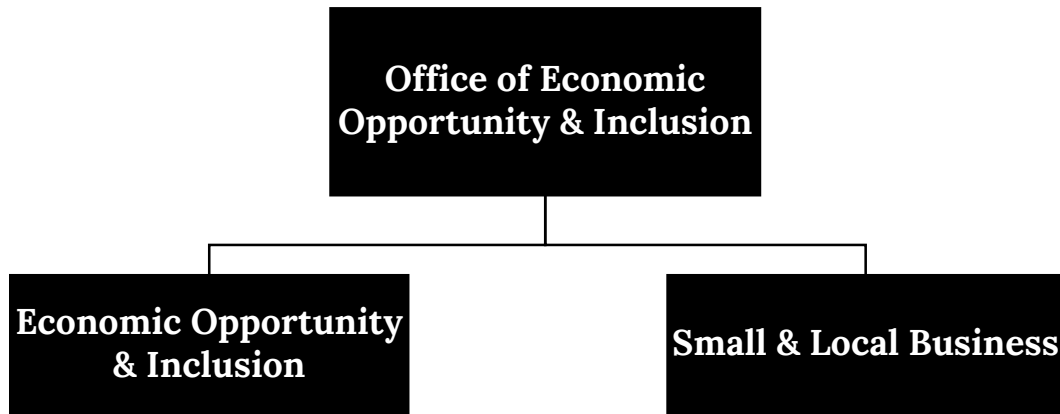 Office of Economic
Opportunity & Inclusion
Economic Opportunity
& Inclusion
Small & Local Business